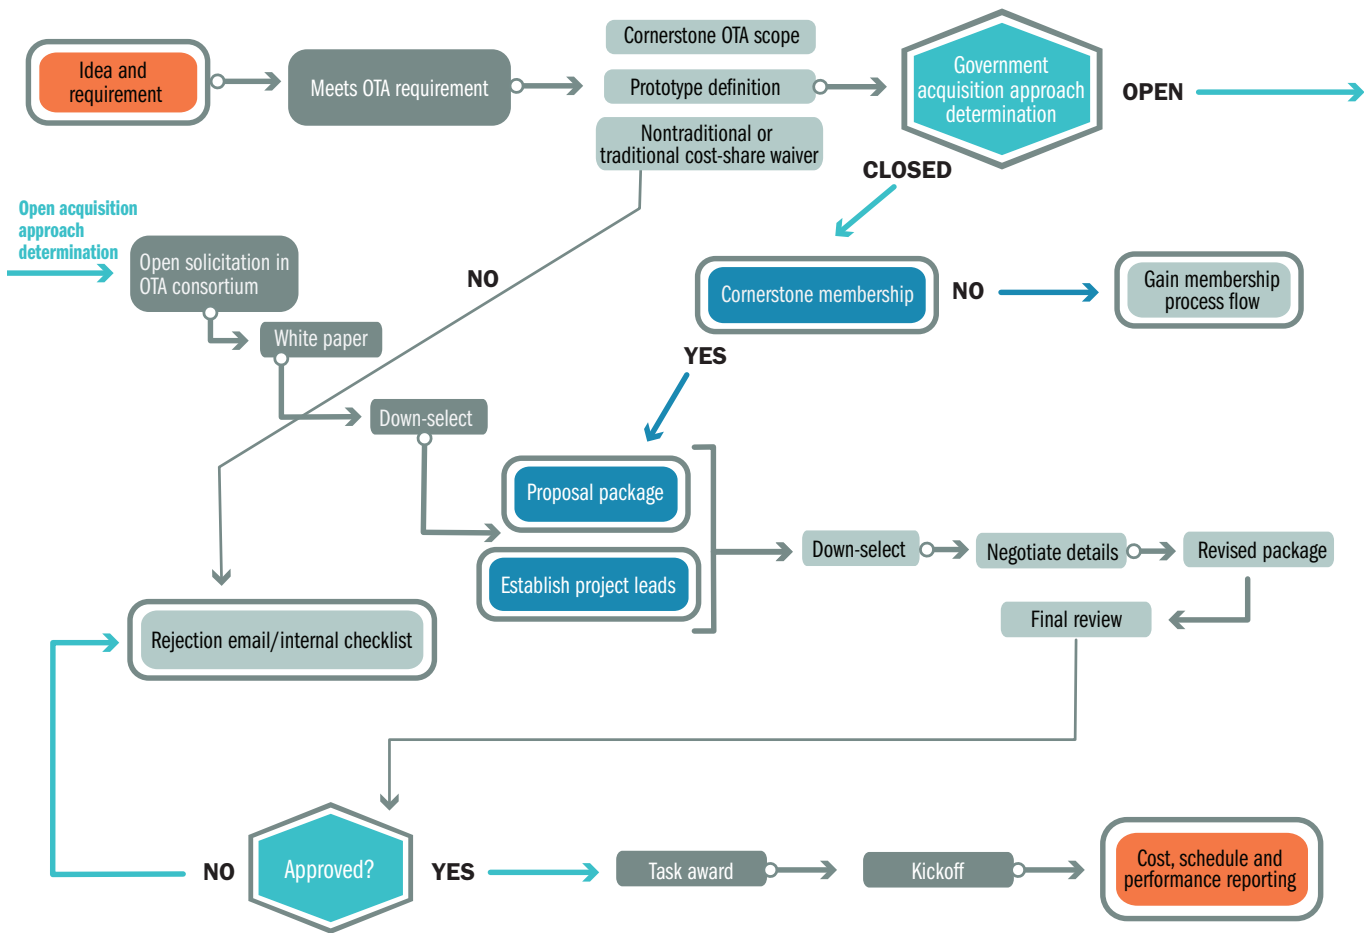 Idea and
requirement
Meets OTA requirement
Cornerstone OTA scope
Prototype definition
Nontraditional or
traditional cost-share waiver
Government
acquisition approach
determination
OPEN
CLOSED
Open acquisition
approach
determination
Open solicitation in
OTA consortium
NO
Cornerstone membership
NO
Gain membership
process flow
White paper
YES
Down-select
Proposal package
Establish project leads
Down-select
Negotiate details
Revised package
Final review
Rejection email/internal checklist
Approved?
NO
YES
Task award
Kickoff
Cost, schedule and
performance reporting